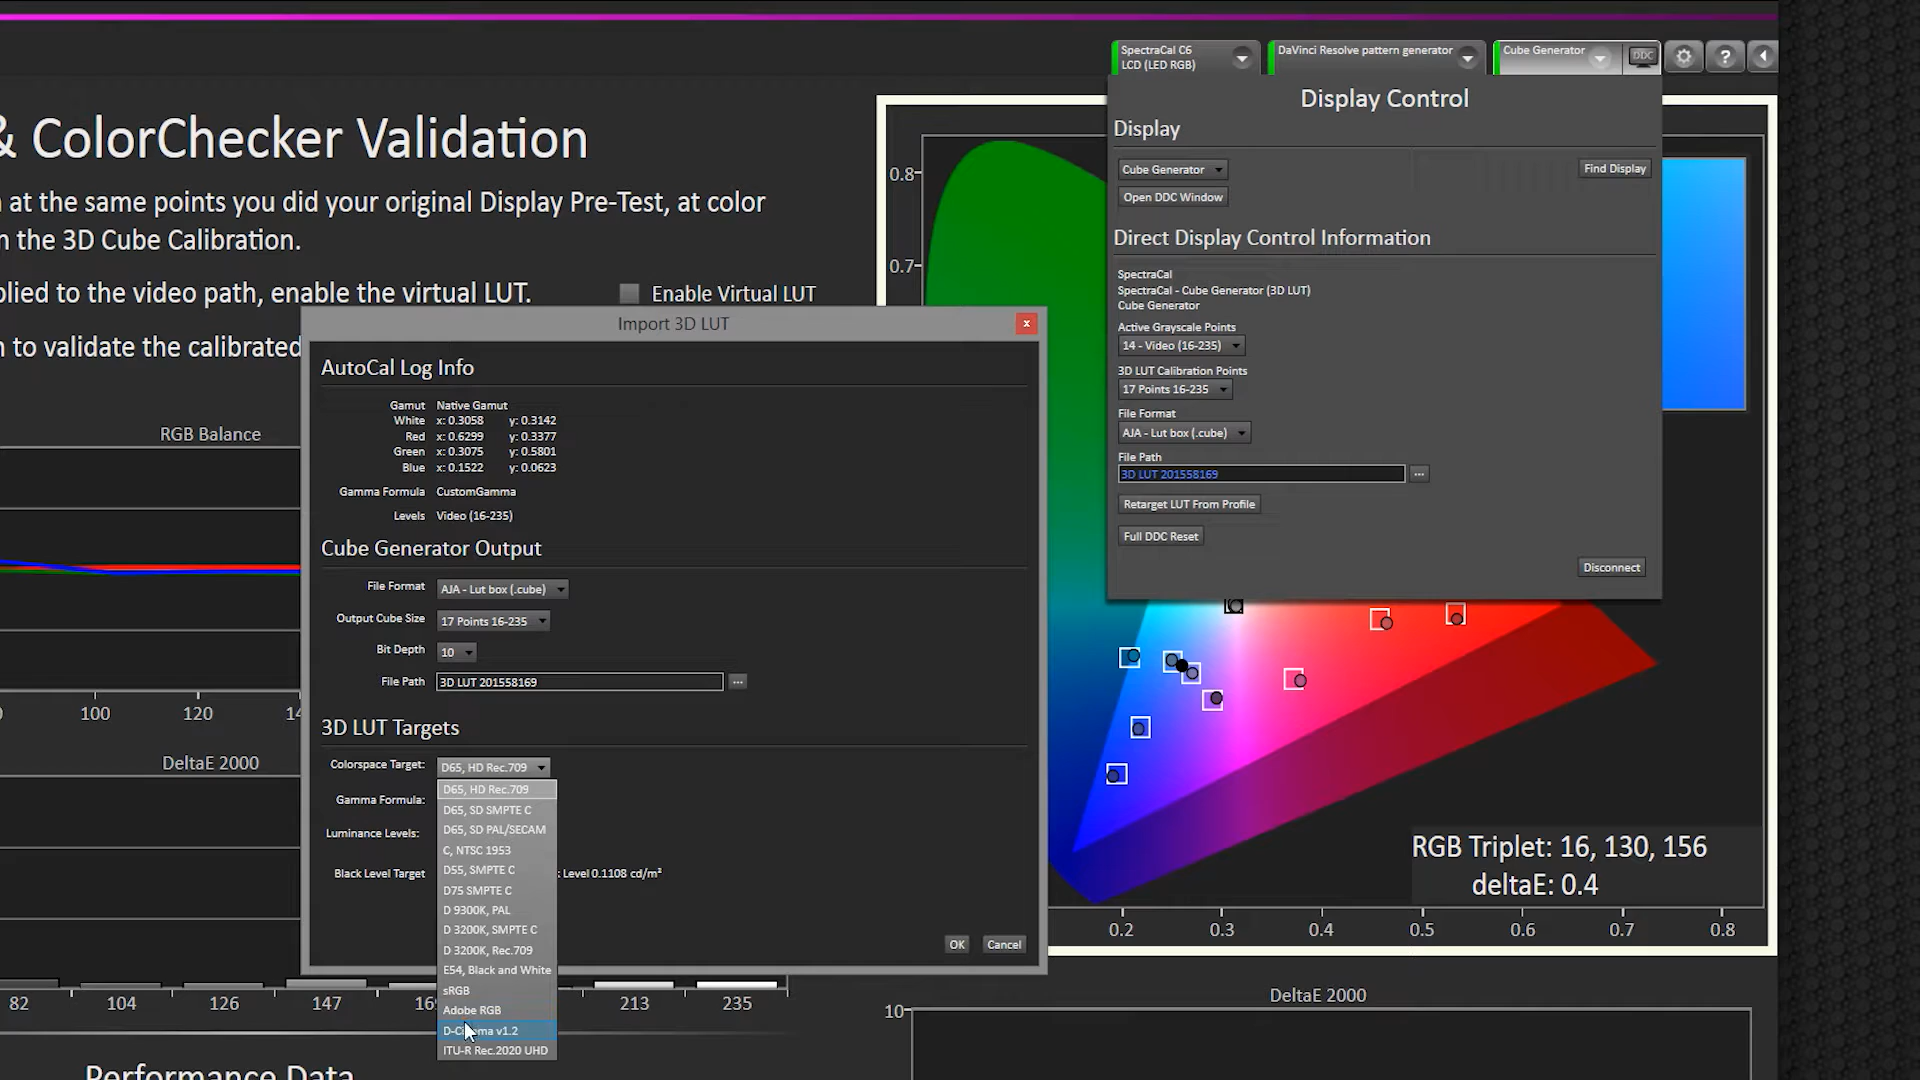 SpectraCal C6
LCD (LED RGB)
DaVinci Resolve pattern generator
Cube Generator
DDC
?
Display Control
Display
Cube Generator
Find Display
Open DDC Window
Direct Display Control Information
SpectraCal
SpectraCal - Cube Generator (3D LUT)
Cube Generator
Active Grayscale Points
14 - Video (16-235)
3D LUT Calibration Points
17 Points 16-235
File Format
AJA - Lut box (.cube)
File Path
3D LUT 201558169
...
Retarget LUT From Profile
Full DDC Reset
Disconnect
& ColorChecker Validation
at the same points you did your original Display Pre-Test, at color
the 3D Cube Calibration.
plied to the video path, enable the virtual LUT.
Enable Virtual LUT
to validate the calibrated
Import 3D LUT
x
AutoCal Log Info
Gamut Native Gamut
White x: 0.3058 y: 0.3142
Red x: 0.6299 y: 0.3377
Green x: 0.3075 y: 0.5801
Blue x: 0.1522 y: 0.0623
Gamma Formula CustomGamma
Levels Video (16-235)
Cube Generator Output
File Format AJA - Lut box (.cube)
Output Cube Size 17 Points 16-235
Bit Depth 10
File Path 3D LUT 201558169 ...
3D LUT Targets
Colorspace Target: D65, HD Rec.709
Gamma Formula:
Luminance Levels:
Black Level Target : Level 0.1108 cd/m²
D65, HD Rec.709
D65, SD SMPTE C
D65, SD PAL/SECAM
C, NTSC 1953
D55, SMPTE C
D75 SMPTE C
D 9300K, PAL
D 3200K, SMPTE C
D 3200K, Rec.709
E54, Black and White
sRGB
Adobe RGB
D-Cinema v1.2
ITU-R Rec.2020 UHD
OK Cancel
RGB Balance
100 120
DeltaE 2000
82 104 126 147 213 235
Performance Data
0.8
0.7
RGB Triplet: 16, 130, 156
deltaE: 0.4
0.2 0.3 0.4 0.5 0.6 0.7 0.8
DeltaE 2000
10